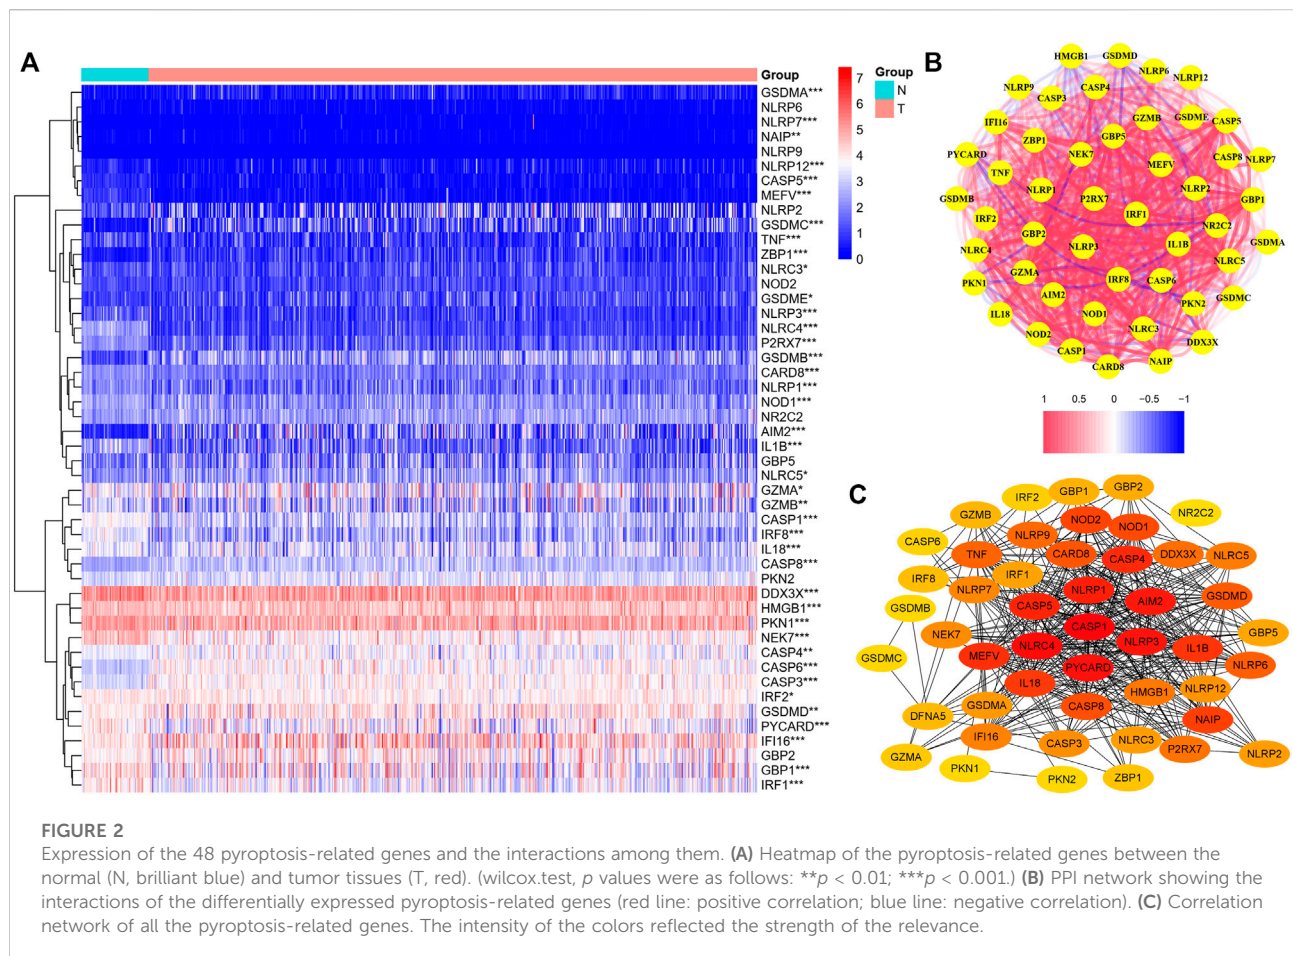 A
Group
GSDMA***
NLRP6
NLRP7***
NAIP**
NLRP9
NLRP12***
CASP5***
MEFV***
NLRP2
GSDMC***
TNF***
ZBP1***
NLRC3*
NOD2
GSDME*
NLRP3***
NLRC4***
P2RX7***
GSDMB***
CARD8***
NLRP1***
NOD1***
NR2C2
AIM2***
IL1B***
GBP5
NLRC5*
GZMA*
GZMB**
CASP1***
IRF8***
IL18***
CASP8***
PKN2
DDX3X***
HMGB1***
PKN1***
NEK7***
CASP4**
CASP6***
CASP3***
IRF2*
GSDMD**
PYCARD***
IFI16***
GBP2
GBP1***
IRF1***
7
6
5
4
3
2
1
0
Group
N
T
B
HMGB1
GSDMD
NLRP6
NLRP12
NLRP9
CASP3
CASP4
IFI16
GZMB
GSDME
CASP5
ZBP1
GBP5
PYCARD
NEK7
MEFV
CASP8
NLRP7
TNF
GSDMB
NLRP1
P2RX7
NLRP2
GBP1
IRF2
IRF1
NR2C2
GBP2
GSDMA
NLRC4
NLRP3
IL1B
NLRC5
PKN1
GZMA
IRF8
CASP6
AIM2
PKN2
GSDMC
IL18
NOD1
NOD2
NLRC3
DDX3X
CASP1
CARD8
NAIP
1
0.5
0
−0.5
−1
C
IRF2
GBP1
GBP2
GZMB
NOD2
NOD1
NR2C2
CASP6
NLRP9
TNF
CARD8
CASP4
DDX3X
NLRC5
IRF8
IRF1
NLRP7
NLRP1
GSDMD
GSDMB
CASP5
AIM2
NEK7
CASP1
GBP5
GSDMC
MEFV
NLRC4
NLRP3
IL1B
PYCARD
NLRP6
IL18
HMGB1
NLRP12
DFNA5
GSDMA
CASP8
NAIP
IFI16
CASP3
NLRC3
P2RX7
NLRP2
GZMA
PKN1
PKN2
ZBP1
FIGURE 2
Expression of the 48 pyroptosis-related genes and the interactions among them. (A) Heatmap of the pyroptosis-related genes between the
normal (N, brilliant blue) and tumor tissues (T, red). (wilcox.test, p values were as follows: **p < 0.01; ***p < 0.001.) (B) PPI network showing the
interactions of the differentially expressed pyroptosis-related genes (red line: positive correlation; blue line: negative correlation). (C) Correlation
network of all the pyroptosis-related genes. The intensity of the colors reflected the strength of the relevance.